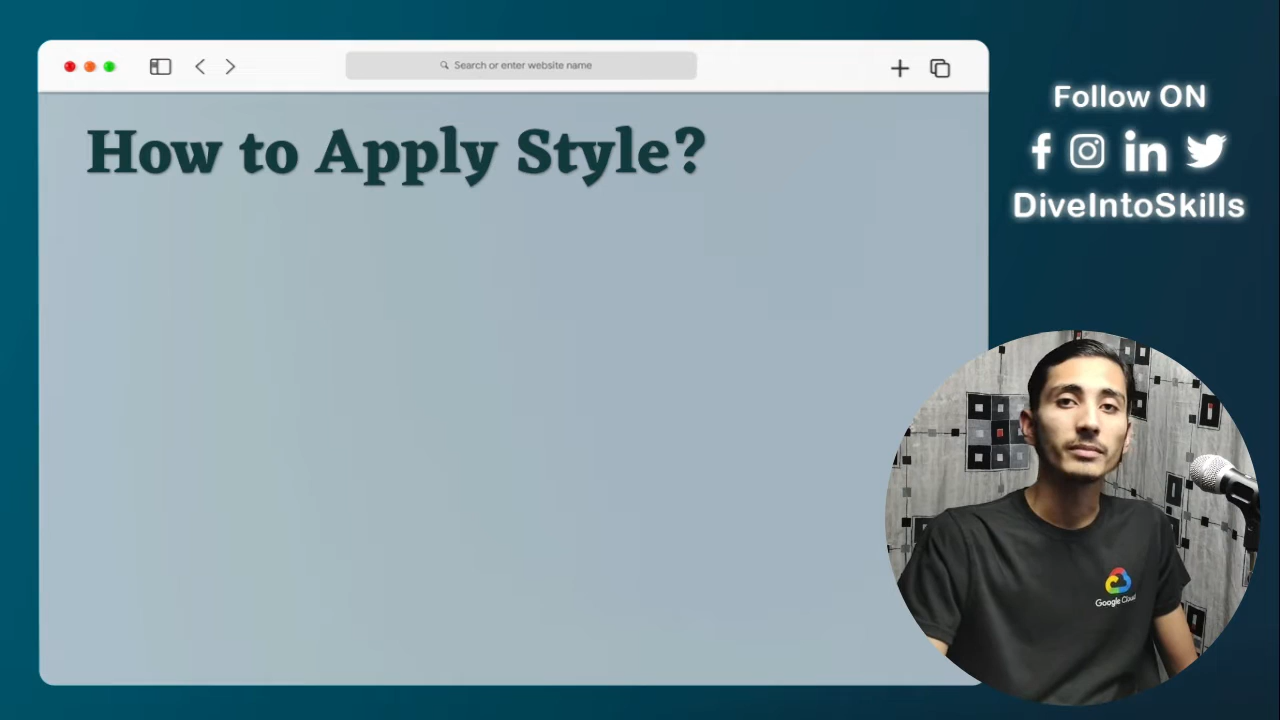 Search or enter website name
How to Apply Style?
Follow ON
DiveIntoSkills
Google Cloud